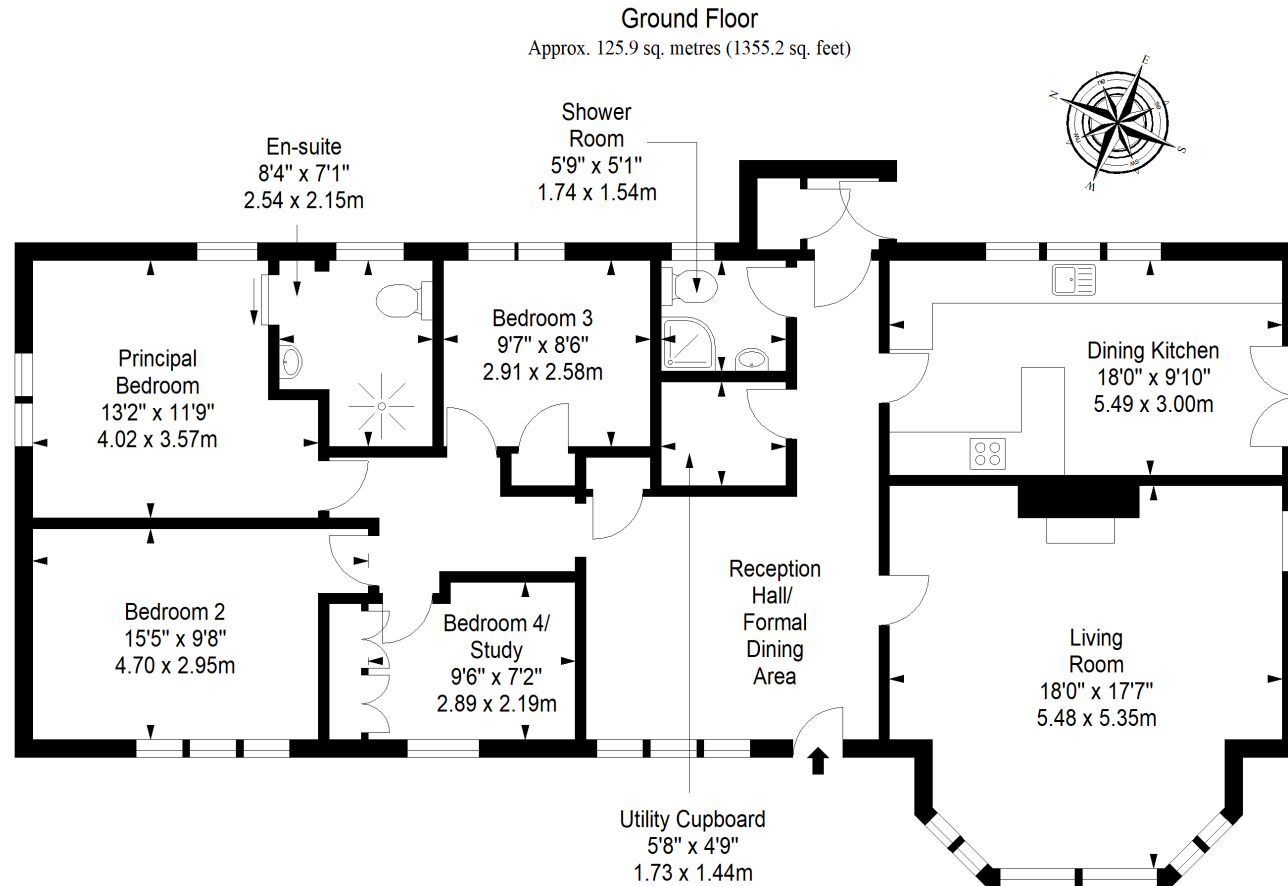 Ground Floor
Approx. 125.9 sq. metres (1355.2 sq. feet)
E
N
S
W
ne
se
nw
sw
Shower
Room
5'9" x 5'1"
1.74 x 1.54m
En-suite
8'4" x 7'1"
2.54 x 2.15m
Principal
Bedroom
13'2" x 11'9"
4.02 x 3.57m
Bedroom 3
9'7" x 8'6"
2.91 x 2.58m
Dining Kitchen
18'0" x 9'10"
5.49 x 3.00m
Bedroom 2
15'5" x 9'8"
4.70 x 2.95m
Bedroom 4/
Study
9'6" x 7'2"
2.89 x 2.19m
Reception
Hall/
Formal
Dining
Area
Living
Room
18'0" x 17'7"
5.48 x 5.35m
Utility Cupboard
5'8" x 4'9"
1.73 x 1.44m